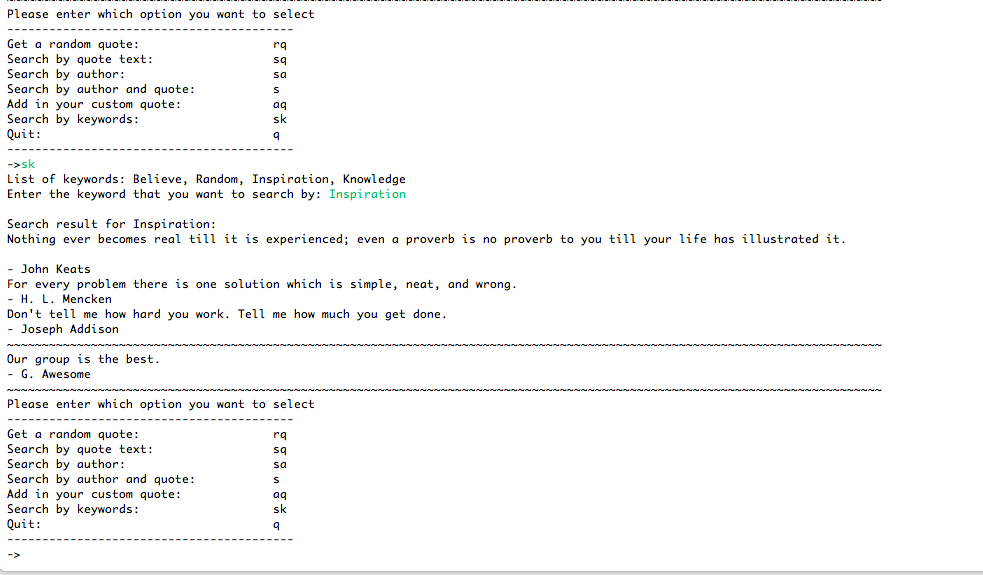 ~~~~~~~~~~~~~~~~~~~~~~~~~~~~~~~~~~~~~~~~~~~~~~~~~~~~~~~~~~~~~~~~~~~~~~~~~~~~~~~~~~~~~~~~~~~~~~~~~~~~~~~~~~~~~~~~~~~~~~~~~~~~~
Please enter which option you want to select
-----------------------------------------
Get a random quote:                   rq
Search by quote text:                 sq
Search by author:                     sa
Search by author and quote:           s
Add in your custom quote:             aq
Search by keywords:                   sk
Quit:                                 q
-----------------------------------------
->sk
List of keywords: Believe, Random, Inspiration, Knowledge
Enter the keyword that you want to search by: Inspiration

Search result for Inspiration:
Nothing ever becomes real till it is experienced; even a proverb is no proverb to you till your life has illustrated it.

- John Keats
For every problem there is one solution which is simple, neat, and wrong.
- H. L. Mencken
Don't tell me how hard you work. Tell me how much you get done.
- Joseph Addison
~~~~~~~~~~~~~~~~~~~~~~~~~~~~~~~~~~~~~~~~~~~~~~~~~~~~~~~~~~~~~~~~~~~~~~~~~~~~~~~~~~~~~~~~~~~~~~~~~~~~~~~~~~~~~~~~~~~~~~~~~~~~~
Our group is the best.
- G. Awesome
~~~~~~~~~~~~~~~~~~~~~~~~~~~~~~~~~~~~~~~~~~~~~~~~~~~~~~~~~~~~~~~~~~~~~~~~~~~~~~~~~~~~~~~~~~~~~~~~~~~~~~~~~~~~~~~~~~~~~~~~~~~~~
Please enter which option you want to select
-----------------------------------------
Get a random quote:                   rq
Search by quote text:                 sq
Search by author:                     sa
Search by author and quote:           s
Add in your custom quote:             aq
Search by keywords:                   sk
Quit:                                 q
-----------------------------------------
->